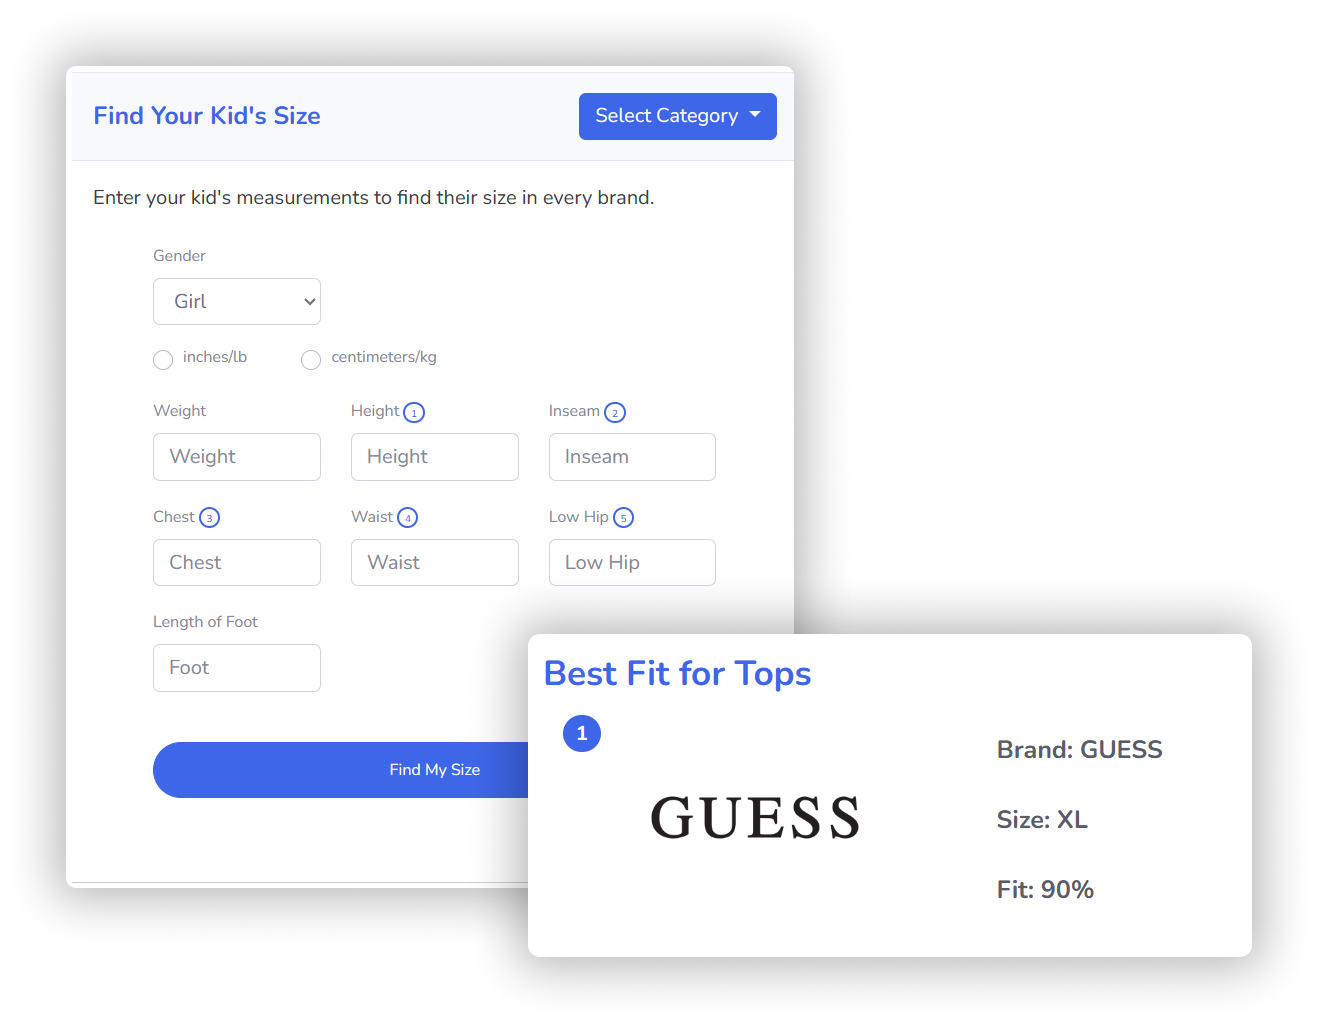 Find Your Kid's Size
Select Category
Enter your kid's measurements to find their size in every brand.
Gender
Girl
inches/lb centimeters/kg
Weight Height 1 Inseam 2
Weight Height Inseam
Chest 3 Waist 4 Low Hip 5
Chest Waist Low Hip
Length of Foot
Foot
Find My Size
Best Fit for Tops
1
GUESS
Brand: GUESS
Size: XL
Fit: 90%